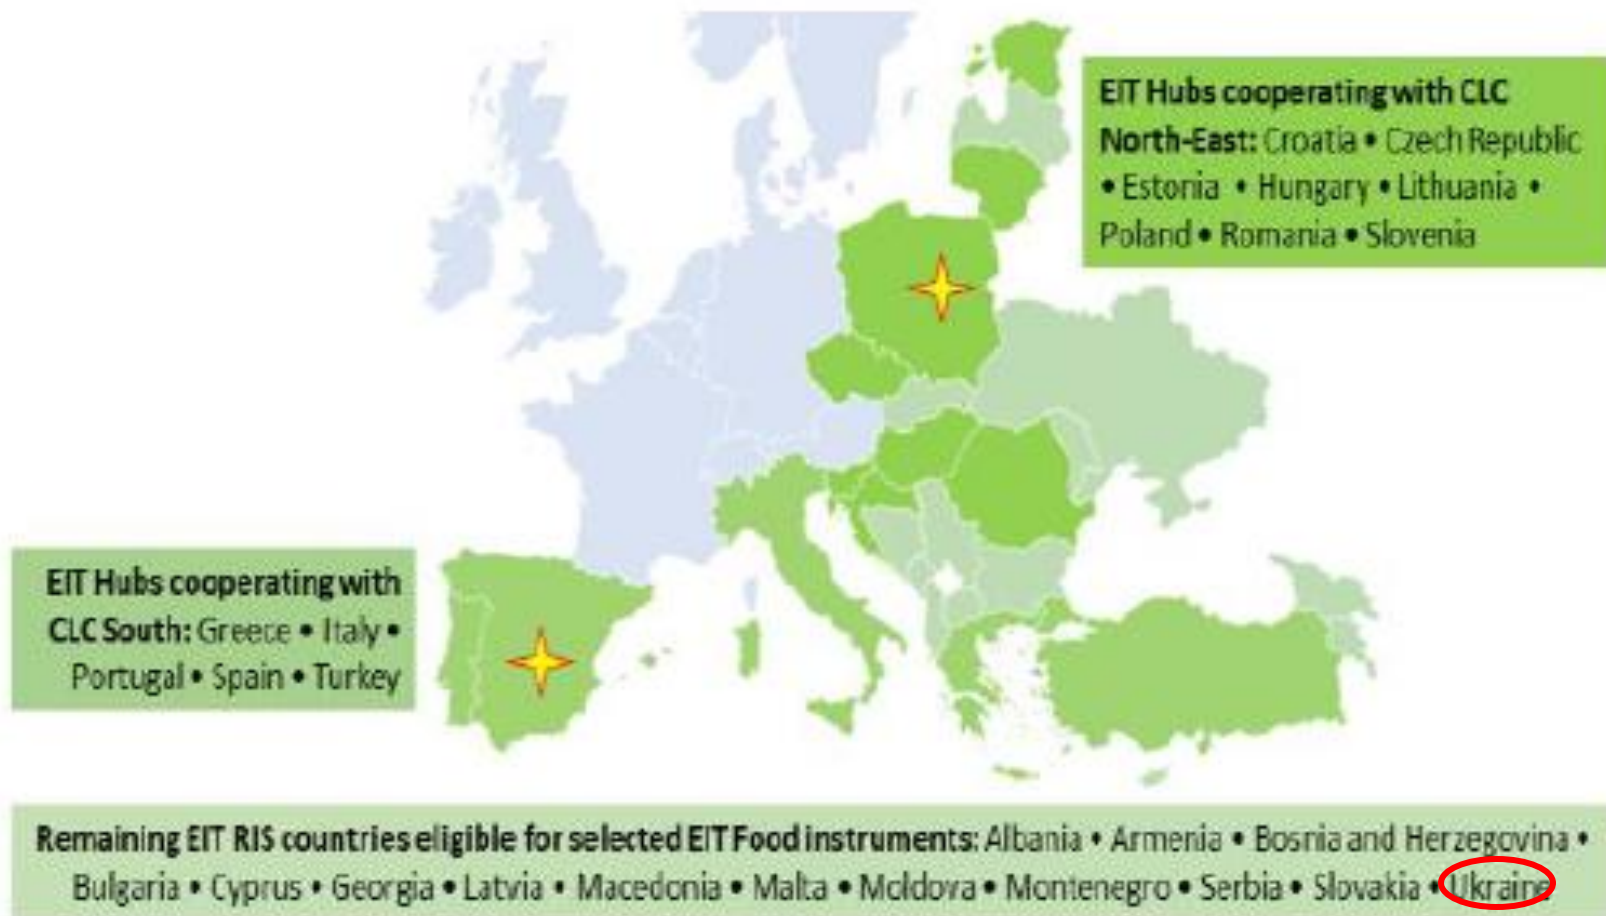 EIT Hubs cooperating with CLC
North-East: Croatia • Czech Republic
• Estonia • Hungary • Lithuania •
Poland • Romania • Slovenia
EIT Hubs cooperating with
CLC South: Greece • Italy •
Portugal • Spain • Turkey
Remaining EIT RIS countries eligible for selected EIT Food instruments: Albania • Armenia • Bosnia and Herzegovina •
Bulgaria • Cyprus • Georgia • Latvia • Macedonia • Malta • Moldova • Montenegro • Serbia • Slovakia • Ukraine